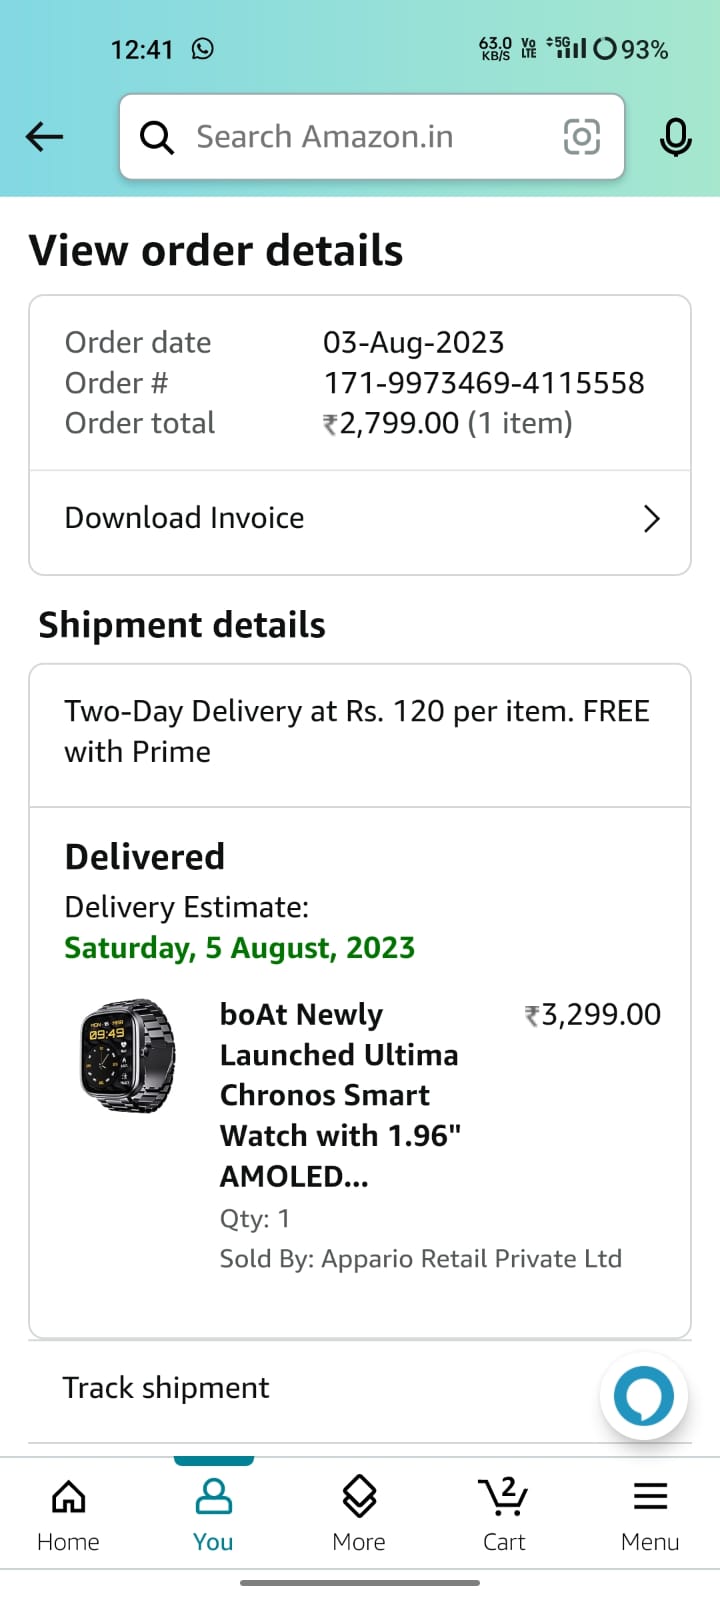 12:41 63.0 KB/S Vo LTE 5G 93%
Search Amazon.in
View order details
Order date 03-Aug-2023
Order # 171-9973469-4115558
Order total ₹2,799.00 (1 item)
Download Invoice
Shipment details
Two-Day Delivery at Rs. 120 per item. FREE
with Prime
Delivered
Delivery Estimate:
Saturday, 5 August, 2023
boAt Newly ₹3,299.00
Launched Ultima
Chronos Smart
Watch with 1.96"
AMOLED...
Qty: 1
Sold By: Appario Retail Private Ltd
09:49
Track shipment
2
Home You More Cart Menu